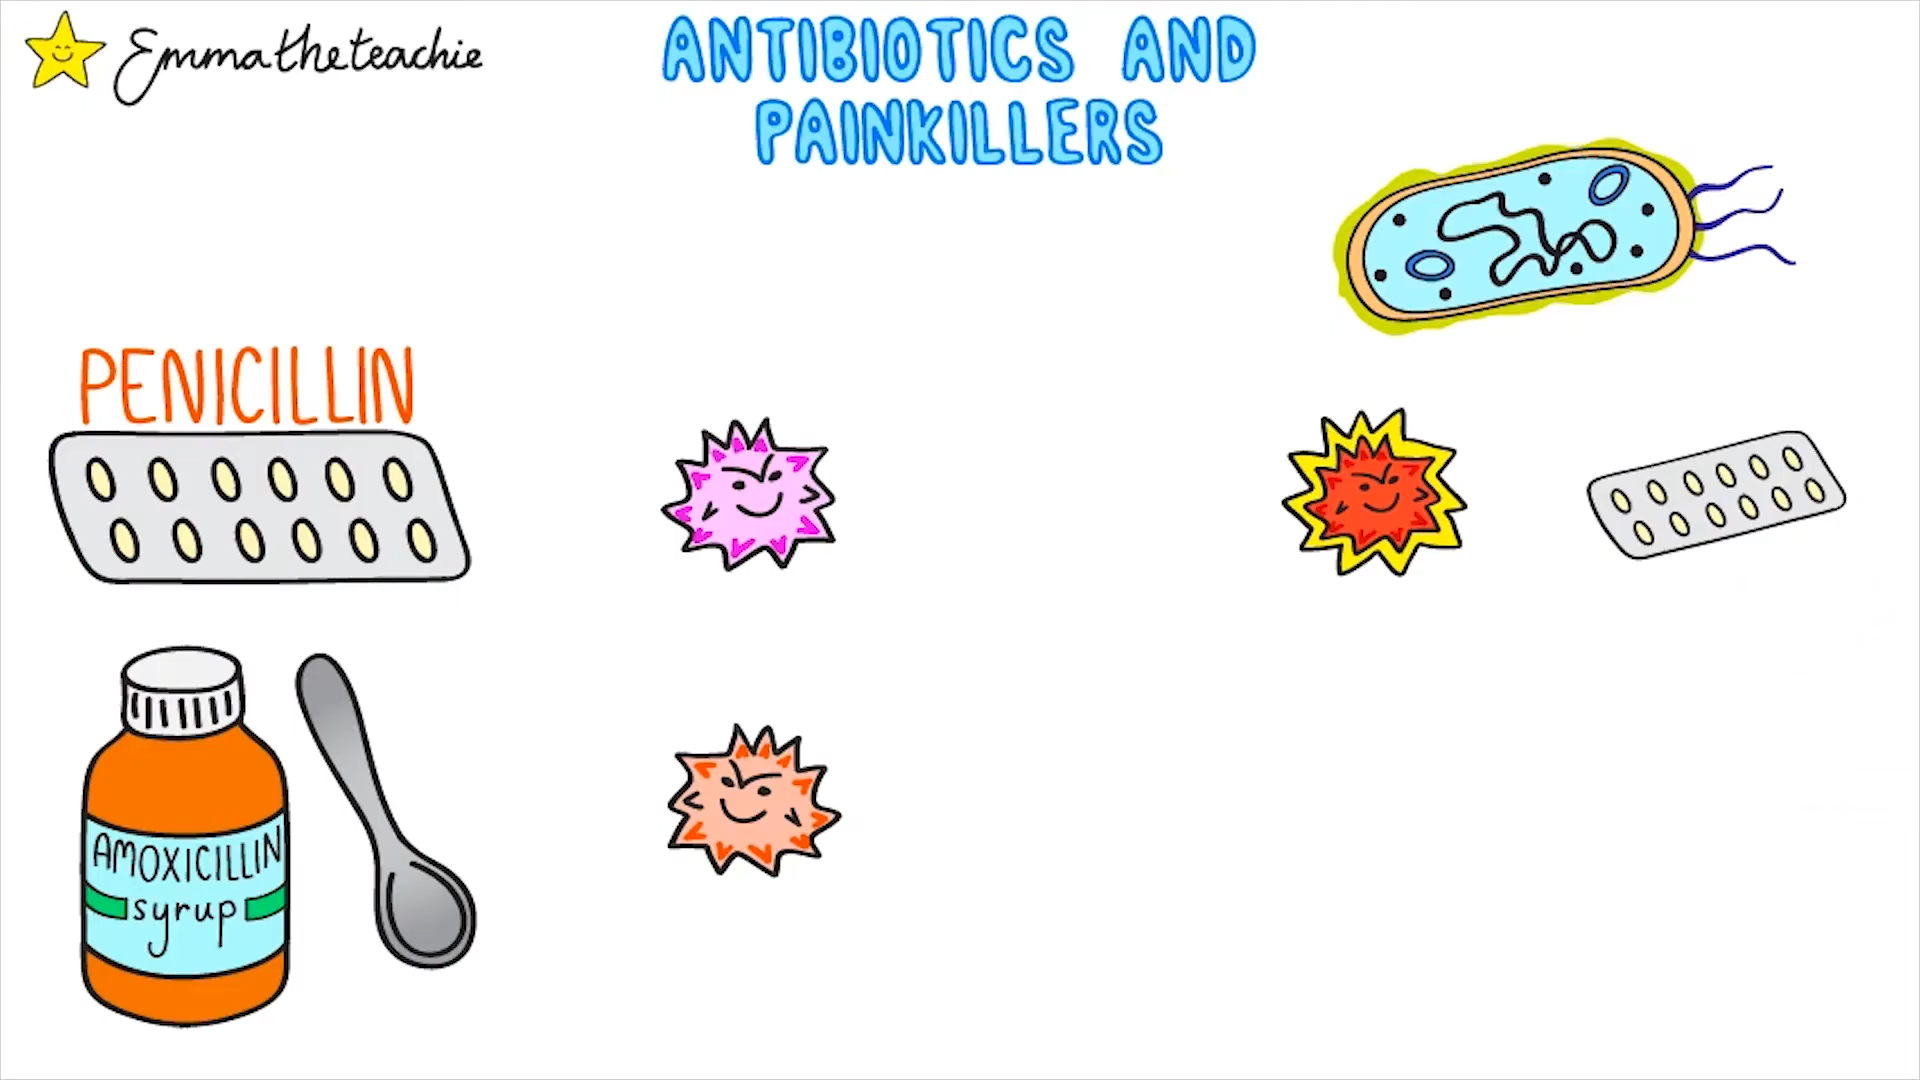 Emmatheteachie
ANTIBIOTICS AND
PAINKILLERS
PENICILLIN
AMOXICILLIN
syrup